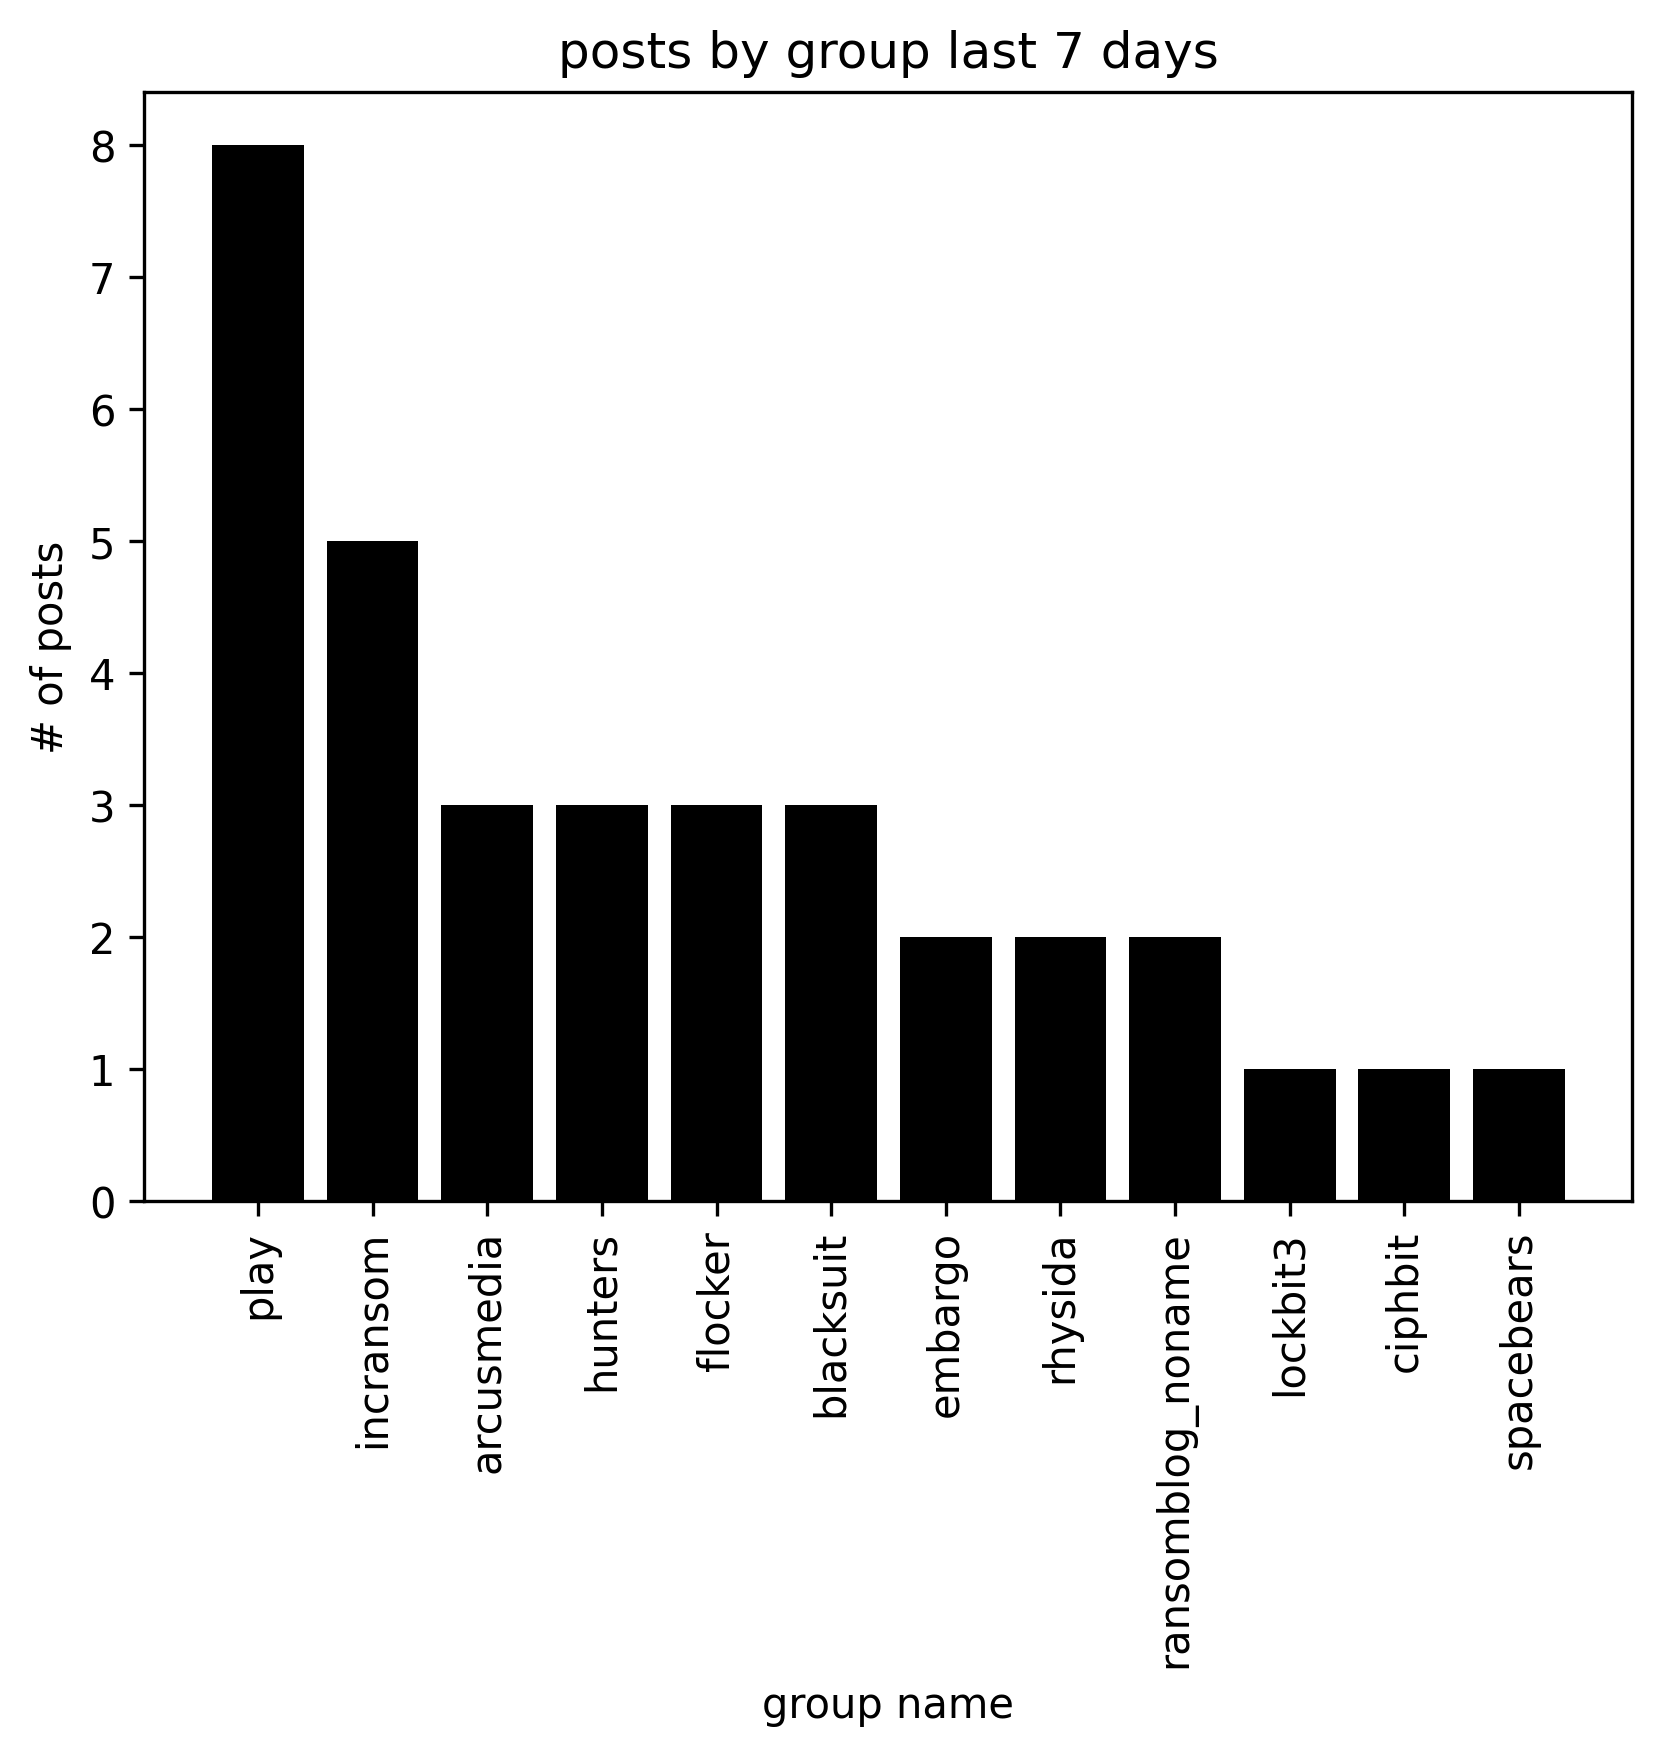 posts by group last 7 days
# of posts
8
7
6
5
4
3
2
1
0
play
incransom
arcusmedia
hunters
flocker
blacksuit
embargo
rhysida
ransomblog_noname
lockbit3
ciphbit
spacebears
group name